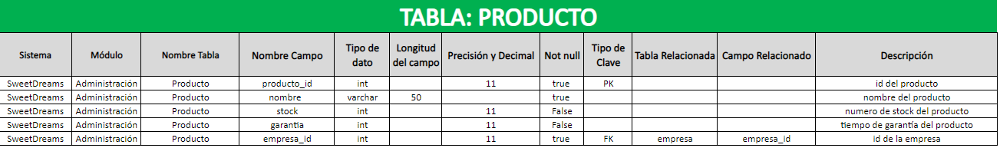 TABLA: PRODUCTO
Sistema Módulo Nombre Tabla Nombre Campo Tipo de dato Longitud del campo Precisión y Decimal Not null Tipo de Clave Tabla Relacionada Campo Relacionado Descripción
SweetDreams Administración Producto producto_id int 11 true PK id del producto
SweetDreams Administración Producto nombre varchar 50 true nombre del producto
SweetDreams Administración Producto stock int 11 False numero de stock del producto
SweetDreams Administración Producto garantia int 11 False tiempo de garantía del producto
SweetDreams Administración Producto empresa_id int 11 true FK empresa empresa_id id de la empresa